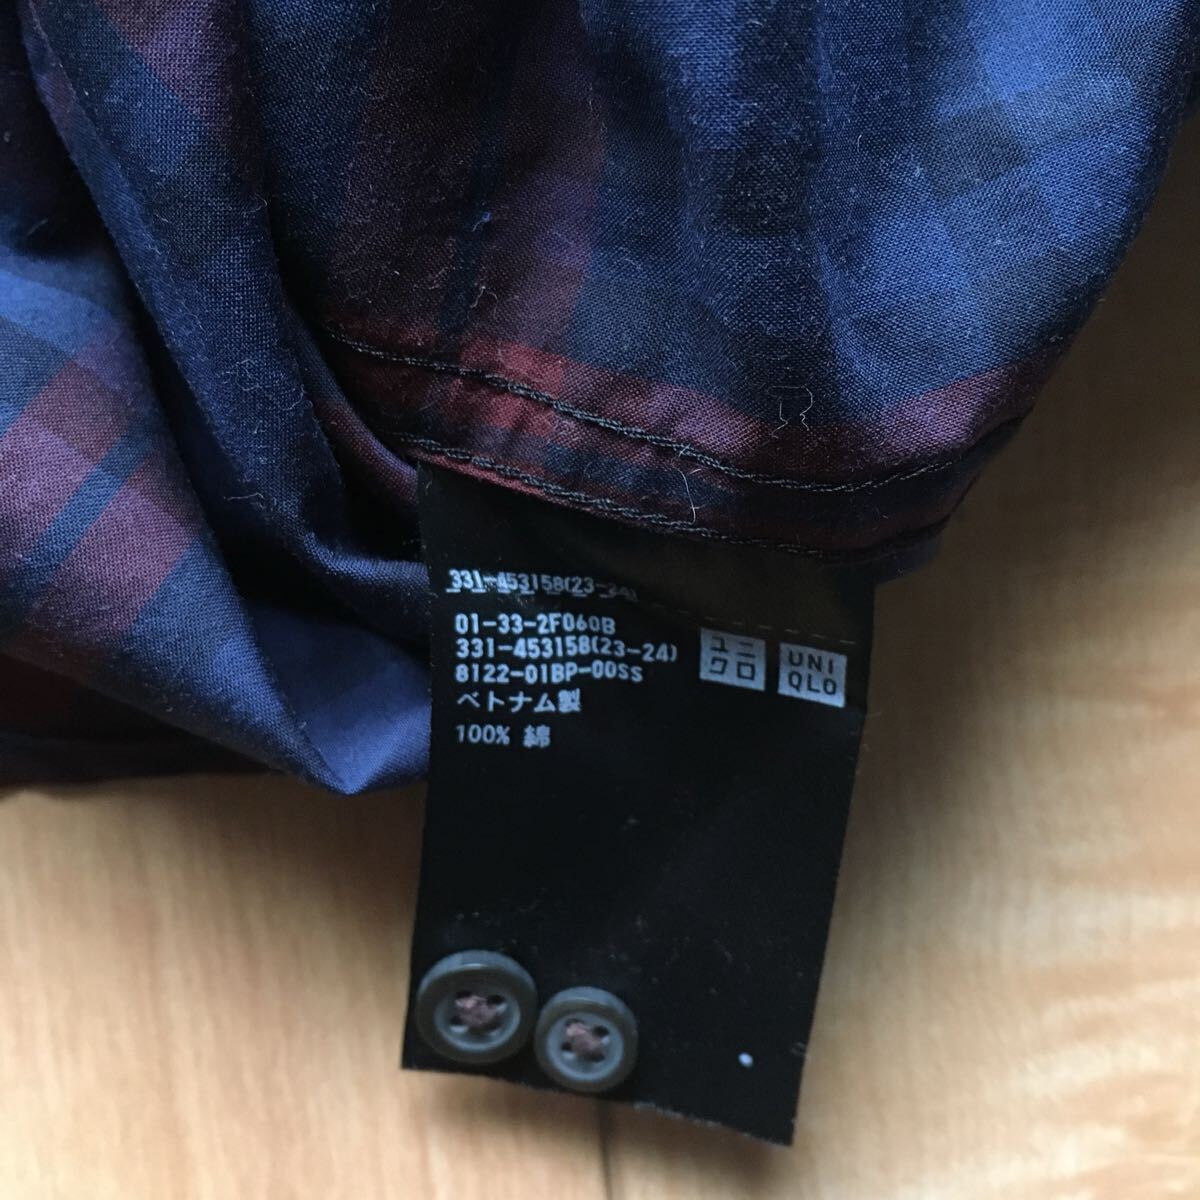 331-453158(23-24)
01-33-2F060B
331-453158(23-24)
8122-01BP-00SS
ベトナム製
100% 綿
ユニ
クロ
UNI
QLO